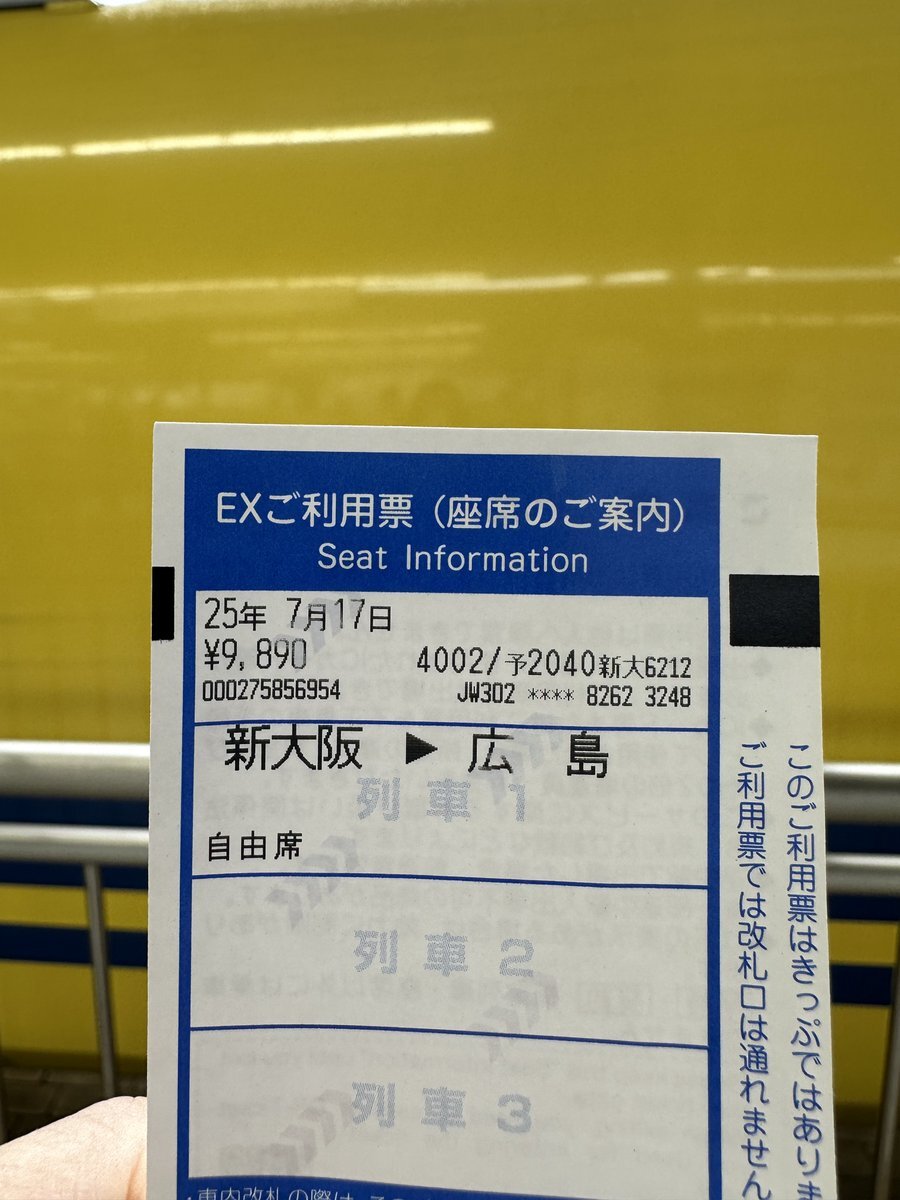 EXご利用票（座席のご案内）
Seat Information
25年 7月17日
¥9,890 4002/予2040新大6212
000275856954 JW302 **** 8262 3248
新大阪 ▶ 広島
列車1
自由席
列車2
列車3
このご利用票はきっぷではありま
ご利用票では改札口は通れません